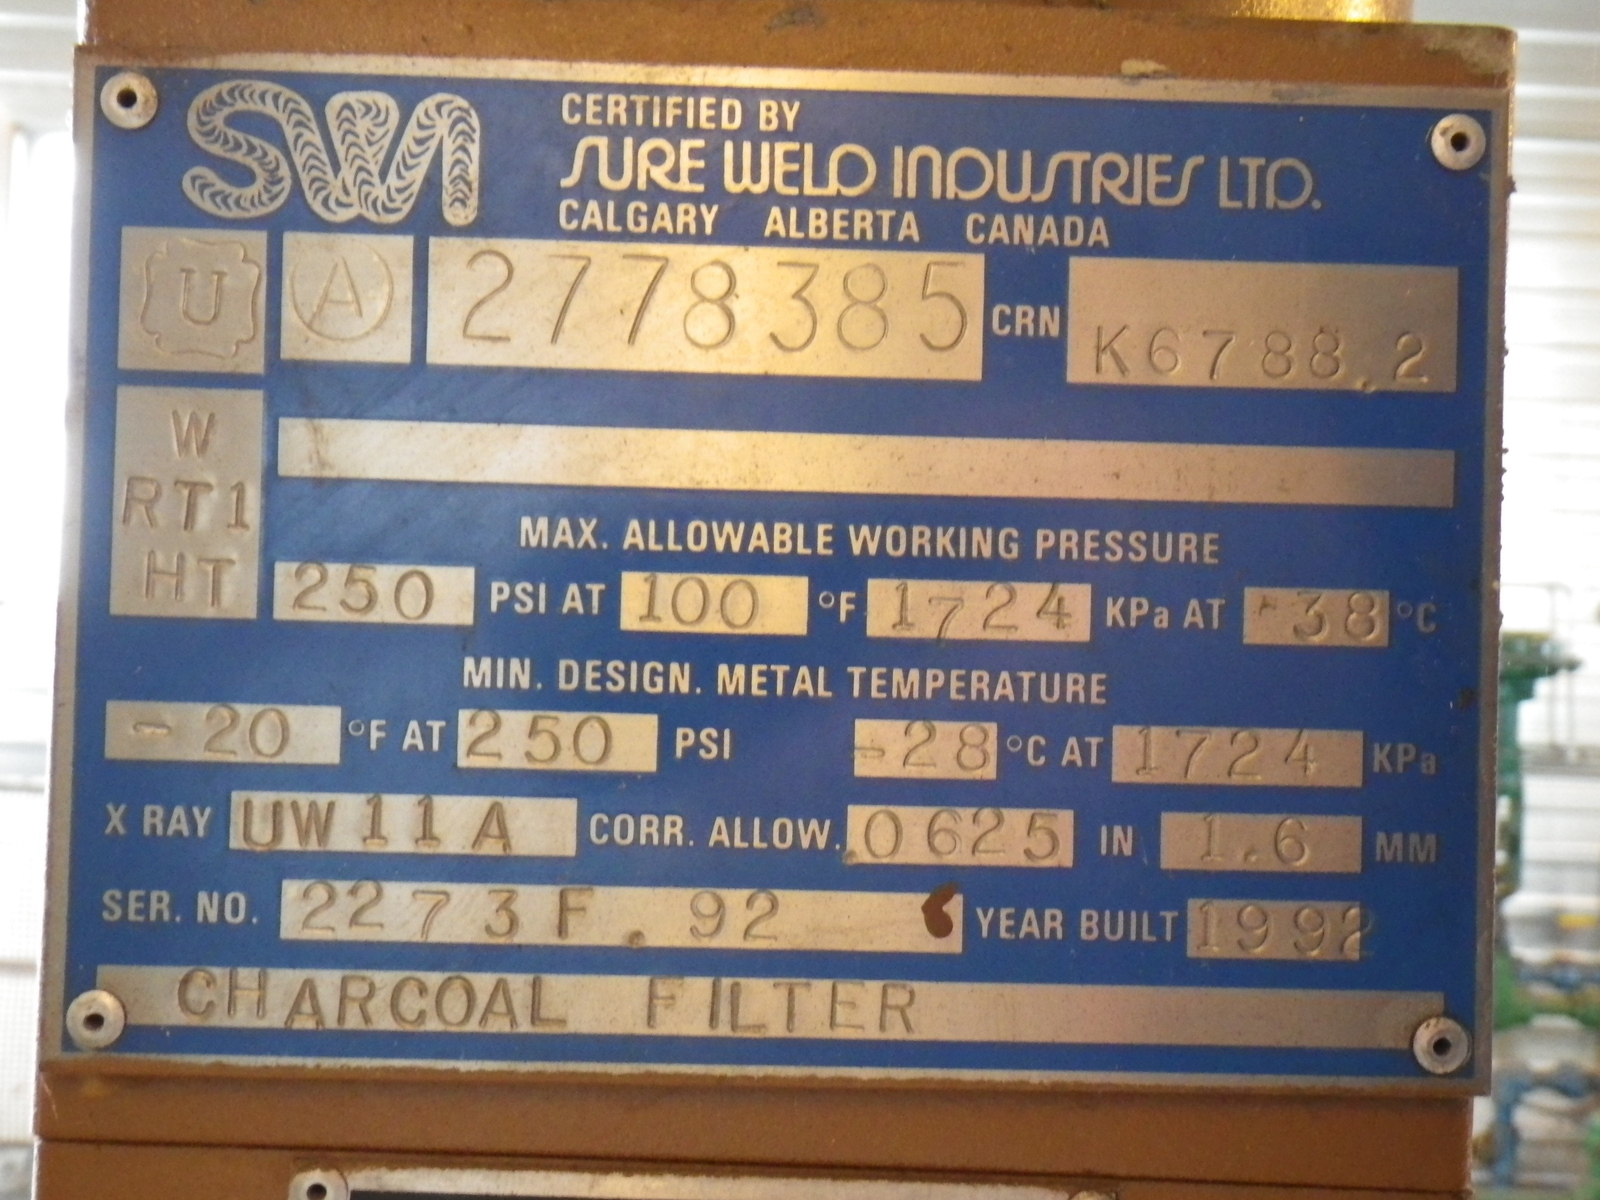 SWI
CERTIFIED BY
SURE WELD INDUSTRIES LTD.
CALGARY ALBERTA CANADA
U A 2778385 CRN K6788.2
W
RT1
HT
MAX. ALLOWABLE WORKING PRESSURE
250 PSI AT 100 °F 1724 KPa AT -38 °C
MIN. DESIGN. METAL TEMPERATURE
-20 °F AT 250 PSI -28 °C AT 1724 KPa
X RAY UW11A CORR. ALLOW. .0625 IN 1.6 MM
SER. NO. 2273F.92 YEAR BUILT 1992
CHARCOAL FILTER